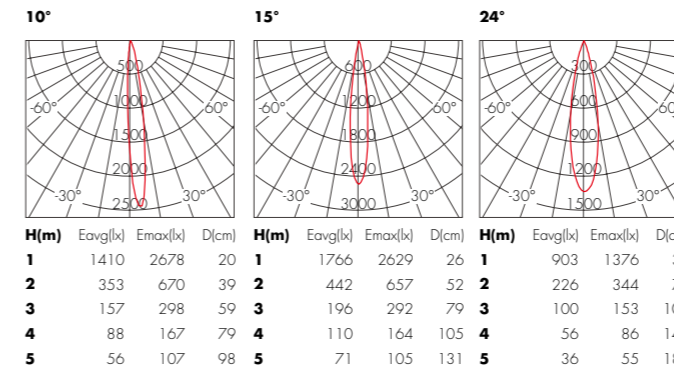 10° 15° 24°
500 600 300
1000 1200 600
-60° 60° -60° 60° -60°
1500 1800 900
2000 2400 1200
-30° 30° -30° 30° -30° 30°
2500 3000 1500
H(m) Eavg(lx) Emax(lx) D(cm) H(m) Eavg(lx) Emax(lx) D(cm) H(m) Eavg(lx) Emax(lx)
1 1410 2678 20 1 1766 2629 26 1 903 1376
2 353 670 39 2 442 657 52 2 226 344
3 157 298 59 3 196 292 79 3 100 153
4 88 167 79 4 110 164 105 4 56 86
5 56 107 98 5 71 105 131 5 36 55